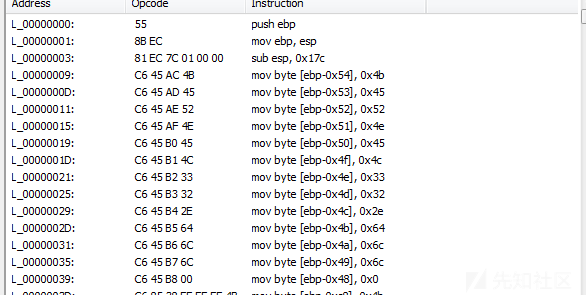 Address Opcode Instruction
L_00000000: 55 push ebp
L_00000001: 8B EC mov ebp, esp
L_00000003: 81 EC 7C 01 00 00 sub esp, 0x17c
L_00000009: C6 45 AC 4B mov byte [ebp-0x54], 0x4b
L_0000000D: C6 45 AD 45 mov byte [ebp-0x53], 0x45
L_00000011: C6 45 AE 52 mov byte [ebp-0x52], 0x52
L_00000015: C6 45 AF 4E mov byte [ebp-0x51], 0x4e
L_00000019: C6 45 B0 45 mov byte [ebp-0x50], 0x45
L_0000001D: C6 45 B1 4C mov byte [ebp-0x4f], 0x4c
L_00000021: C6 45 B2 33 mov byte [ebp-0x4e], 0x33
L_00000025: C6 45 B3 32 mov byte [ebp-0x4d], 0x32
L_00000029: C6 45 B4 2E mov byte [ebp-0x4c], 0x2e
L_0000002D: C6 45 B5 64 mov byte [ebp-0x4b], 0x64
L_00000031: C6 45 B6 6C mov byte [ebp-0x4a], 0x6c
L_00000035: C6 45 B7 6C mov byte [ebp-0x49], 0x6c
L_00000039: C6 45 B8 00 mov byte [ebp-0x48], 0x0
先知社区